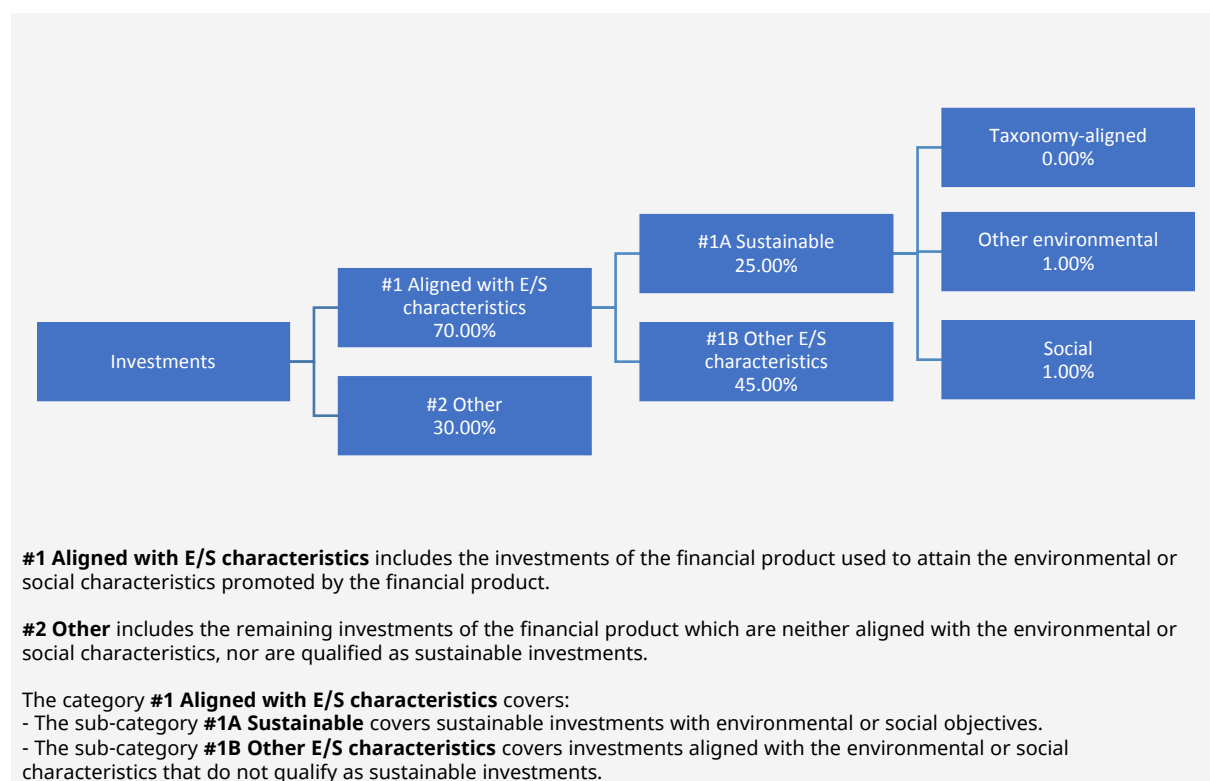 Investments
#1 Aligned with E/S
characteristics
70.00%
#2 Other
30.00%
#1A Sustainable
25.00%
#1B Other E/S
characteristics
45.00%
Taxonomy-aligned
0.00%
Other environmental
1.00%
Social
1.00%
#1 Aligned with E/S characteristics includes the investments of the financial product used to attain the environmental or
social characteristics promoted by the financial product.
#2 Other includes the remaining investments of the financial product which are neither aligned with the environmental or
social characteristics, nor are qualified as sustainable investments.
The category #1 Aligned with E/S characteristics covers:
- The sub-category #1A Sustainable covers sustainable investments with environmental or social objectives.
- The sub-category #1B Other E/S characteristics covers investments aligned with the environmental or social
characteristics that do not qualify as sustainable investments.